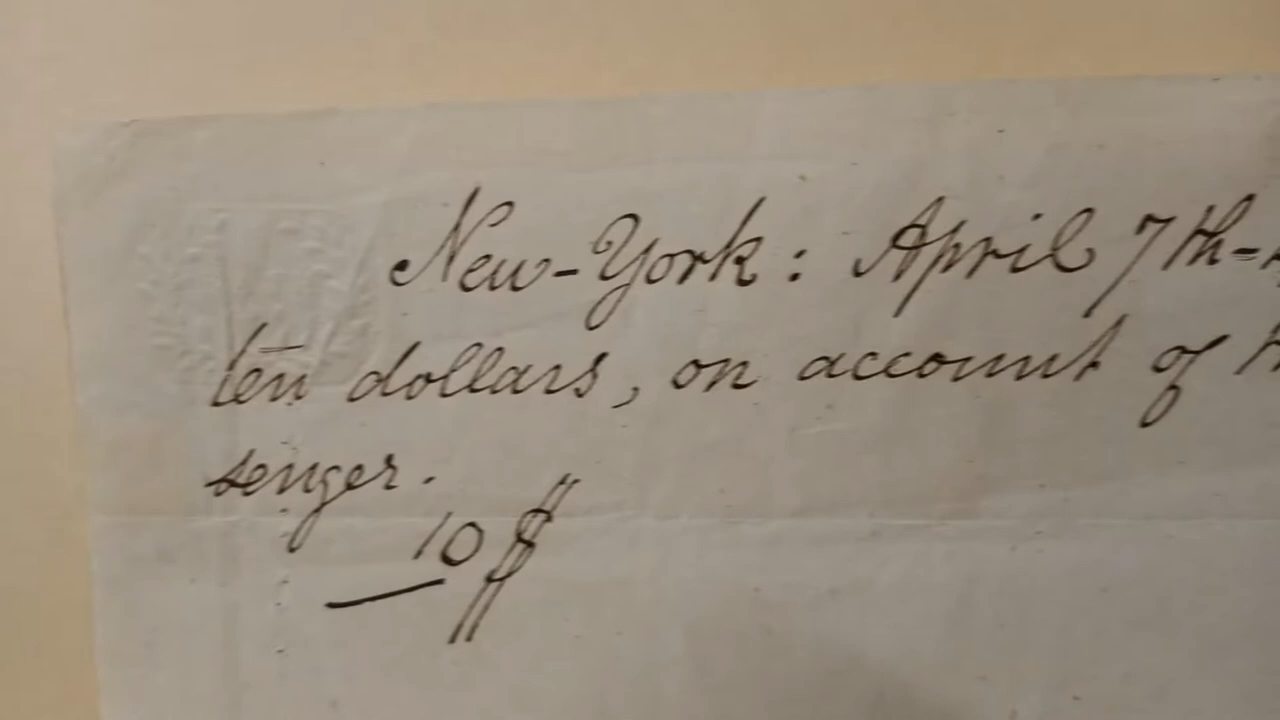 New-York: April 7th-
ten dollars, on account of
senger.
10 $